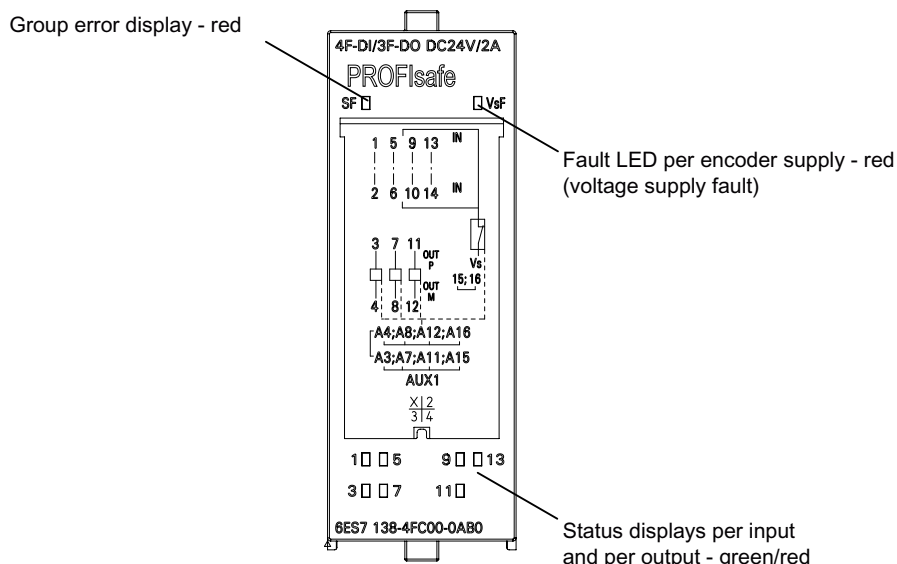 Group error display - red
4F-DI/3F-DO DC24V/2A
PROFIsafe
SF VsF
Fault LED per encoder supply - red
(voltage supply fault)
1 5 9 13 IN
2 6 10 14 IN
3 7 11 OUT P
Vs
15; 16
OUT M
4 8 12
A4;A8;A12;A16
A3;A7;A11;A15
AUX1
X 2
3 4
1 5 9 13
3 7 11
6ES7 138-4FC00-0AB0
Status displays per input
and per output - green/red